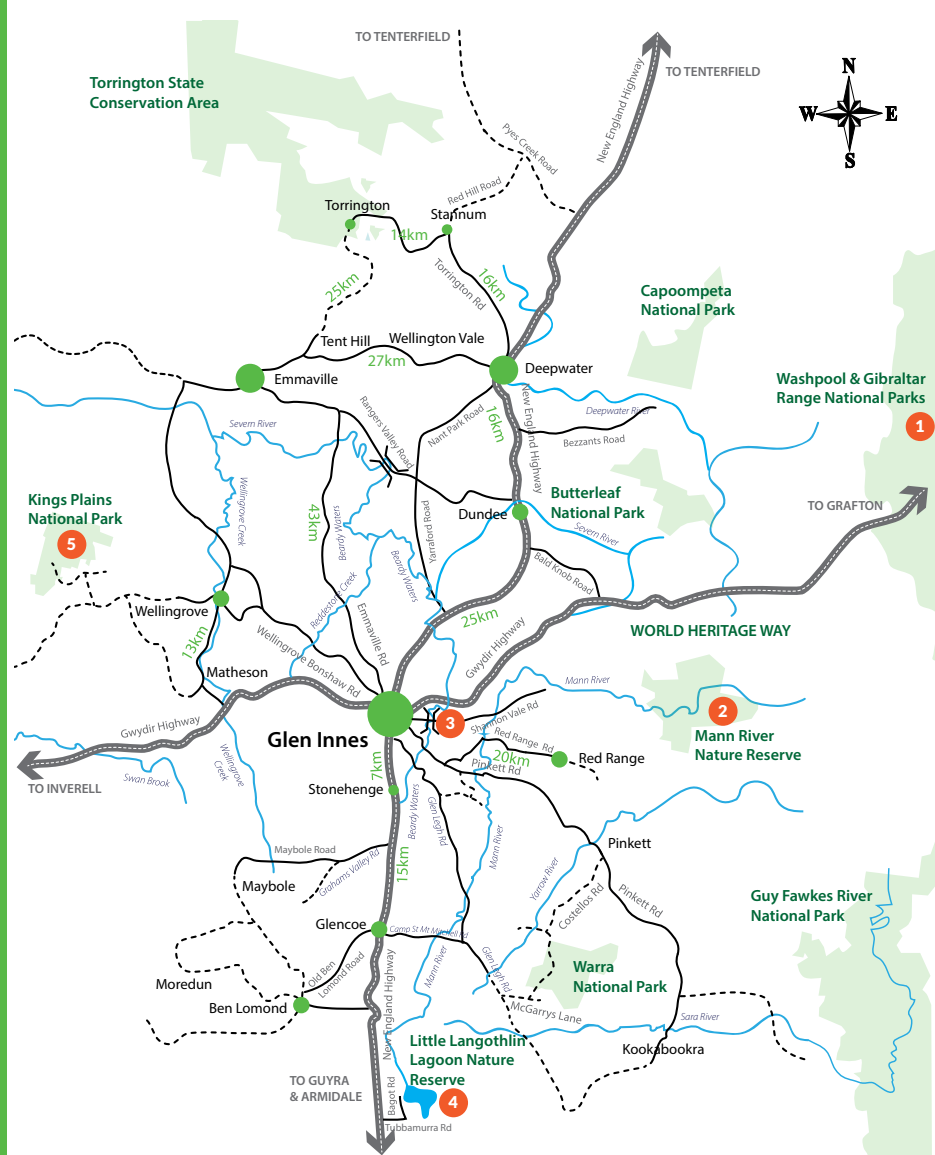 TO TENTERFIELD
TO TENTERFIELD
N
W
E
S
Torrington State
Conservation Area
New England Highway
Pyes Creek Road
Red Hill Road
Torrington
Stannum
14km
25km
Torrington Rd
16km
Capoompeta
National Park
Tent Hill
Wellington Vale
27km
Emmaville
Deepwater
Washpool & Gibraltar
Range National Parks
1
New England Highway
16km
Nant Park Road
Rangers Valley Road
Deepwater River
Bezzants Road
Severn River
Wellingrove Creek
Kings Plains
National Park
5
43km
Beardy Waters
Yarraford Road
Dundee
Butterleaf
National Park
Severn River
TO GRAFTON
Beardy Waters
Bald Knob Road
Reddestone Creek
Emmaville Rd
Wellingrove
13km
25km
Gwydir Highway
WORLD HERITAGE WAY
Wellingrove Bonshaw Rd
Matheson
Mann River
Gwydir Highway
Glen Innes
3
Shannon Vale Rd
Red Range Rd
20km
Pinkett Rd
Red Range
2
Mann River
Nature Reserve
TO INVERELL
Swan Brook
Wellingrove
Creek
7km
Stonehenge
Beardy Waters
Glen Legh Rd
Mann River
Maybole Road
Grahams Valley Rd
15km
Maybole
Pinkett
Yarrow River
Costellos Rd
Pinkett Rd
Guy Fawkes River
National Park
Glencoe
Camp St Mt Mitchell Rd
Old Ben
Lomond Road
New England Highway
Mann River
Glen Legh Rd
Warra
National Park
Moredun
Ben Lomond
McGarrys Lane
Sara River
Kookabookra
Little Langothlin
Lagoon Nature
Reserve
4
TO GUYRA
& ARMIDALE
Bagot Rd
Tubbamurra Rd